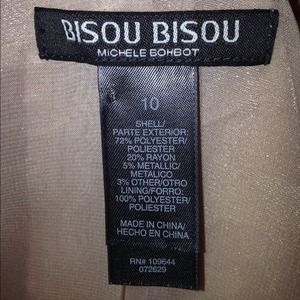 BISOU BISOU
MICHELE BOHBOT
10
SHELL/
PARTE EXTERIOR:
72% POLYESTER/
POLIESTER
20% RAYON
5% METALLIC/
METALICO
3% OTHER/OTRO
LINING/FORRO:
100% POLYESTER/
POLIESTER
MADE IN CHINA/
HECHO EN CHINA
RN# 109644
072629